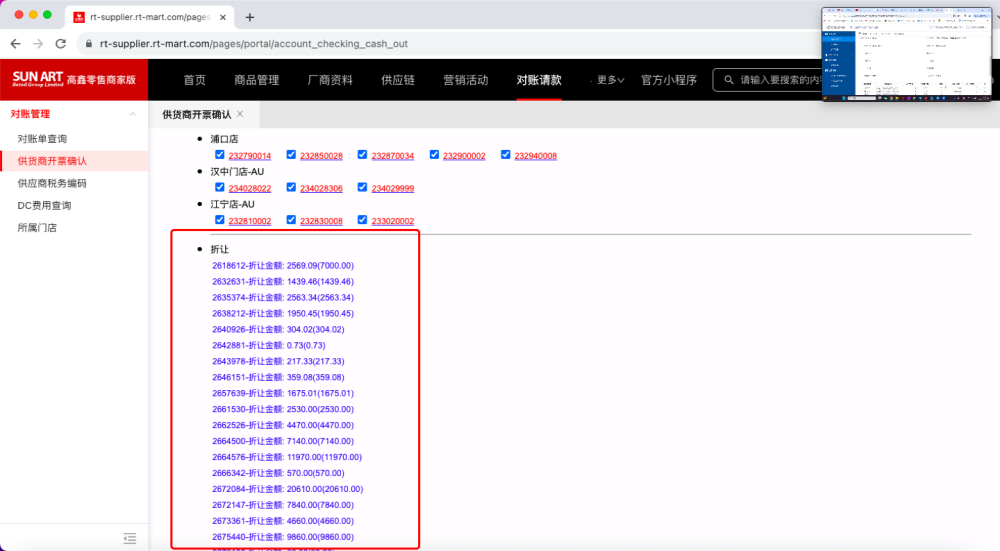 rt-supplier.rt-mart.com/pages
rt-supplier.rt-mart.com/pages/portal/account_checking_cash_out
SUN ART 高鑫零售商家版
Retail Group Limited
首页 商品管理 厂商资料 供应链 营销活动 对账请款 更多 官方小程序 请输入要搜索的内容
对账管理
对账单查询
供货商开票确认
供应商税务编码
DC费用查询
所属门店
供货商开票确认
浦口店
232790014 232850028 232870034 232900002 232940008
汉中门店-AU
234028022 234028306 234029999
江宁店-AU
232810002 232830008 233020002
折让
2618612-折让金额: 2569.09(7000.00)
2632631-折让金额: 1439.46(1439.46)
2635374-折让金额: 2563.34(2563.34)
2638212-折让金额: 1950.45(1950.45)
2640926-折让金额: 304.02(304.02)
2642881-折让金额: 0.73(0.73)
2643978-折让金额: 217.33(217.33)
2646151-折让金额: 359.08(359.08)
2657639-折让金额: 1675.01(1675.01)
2661530-折让金额: 2530.00(2530.00)
2662526-折让金额: 4470.00(4470.00)
2664500-折让金额: 7140.00(7140.00)
2664576-折让金额: 11970.00(11970.00)
2666342-折让金额: 570.00(570.00)
2672084-折让金额: 20610.00(20610.00)
2672147-折让金额: 7840.00(7840.00)
2673361-折让金额: 4660.00(4660.00)
2675440-折让金额: 9860.00(9860.00)